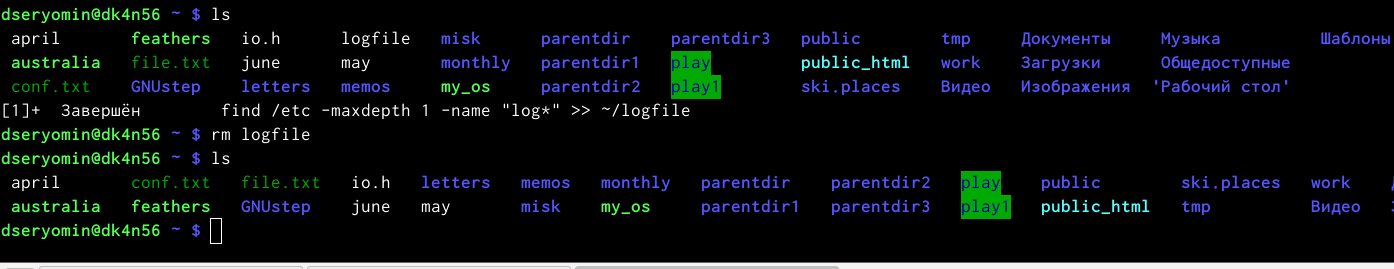 dseryomin@dk4n56 ~ $ ls
april feathers io.h logfile misk parentdir parentdir3 public tmp Документы Музыка Шаблоны
australia file.txt june may monthly parentdir1 play public_html work Загрузки Общедоступные
conf.txt GNUstep letters memos my_os parentdir2 play1 ski.places Видео Изображения 'Рабочий стол'
[1]+ Завершён find /etc -maxdepth 1 -name "log*" >> ~/logfile
dseryomin@dk4n56 ~ $ rm logfile
dseryomin@dk4n56 ~ $ ls
april conf.txt file.txt io.h letters memos monthly parentdir parentdir2 play public ski.places work
australia feathers GNUstep june may misk my_os parentdir1 parentdir3 play1 public_html tmp Видео
dseryomin@dk4n56 ~ $